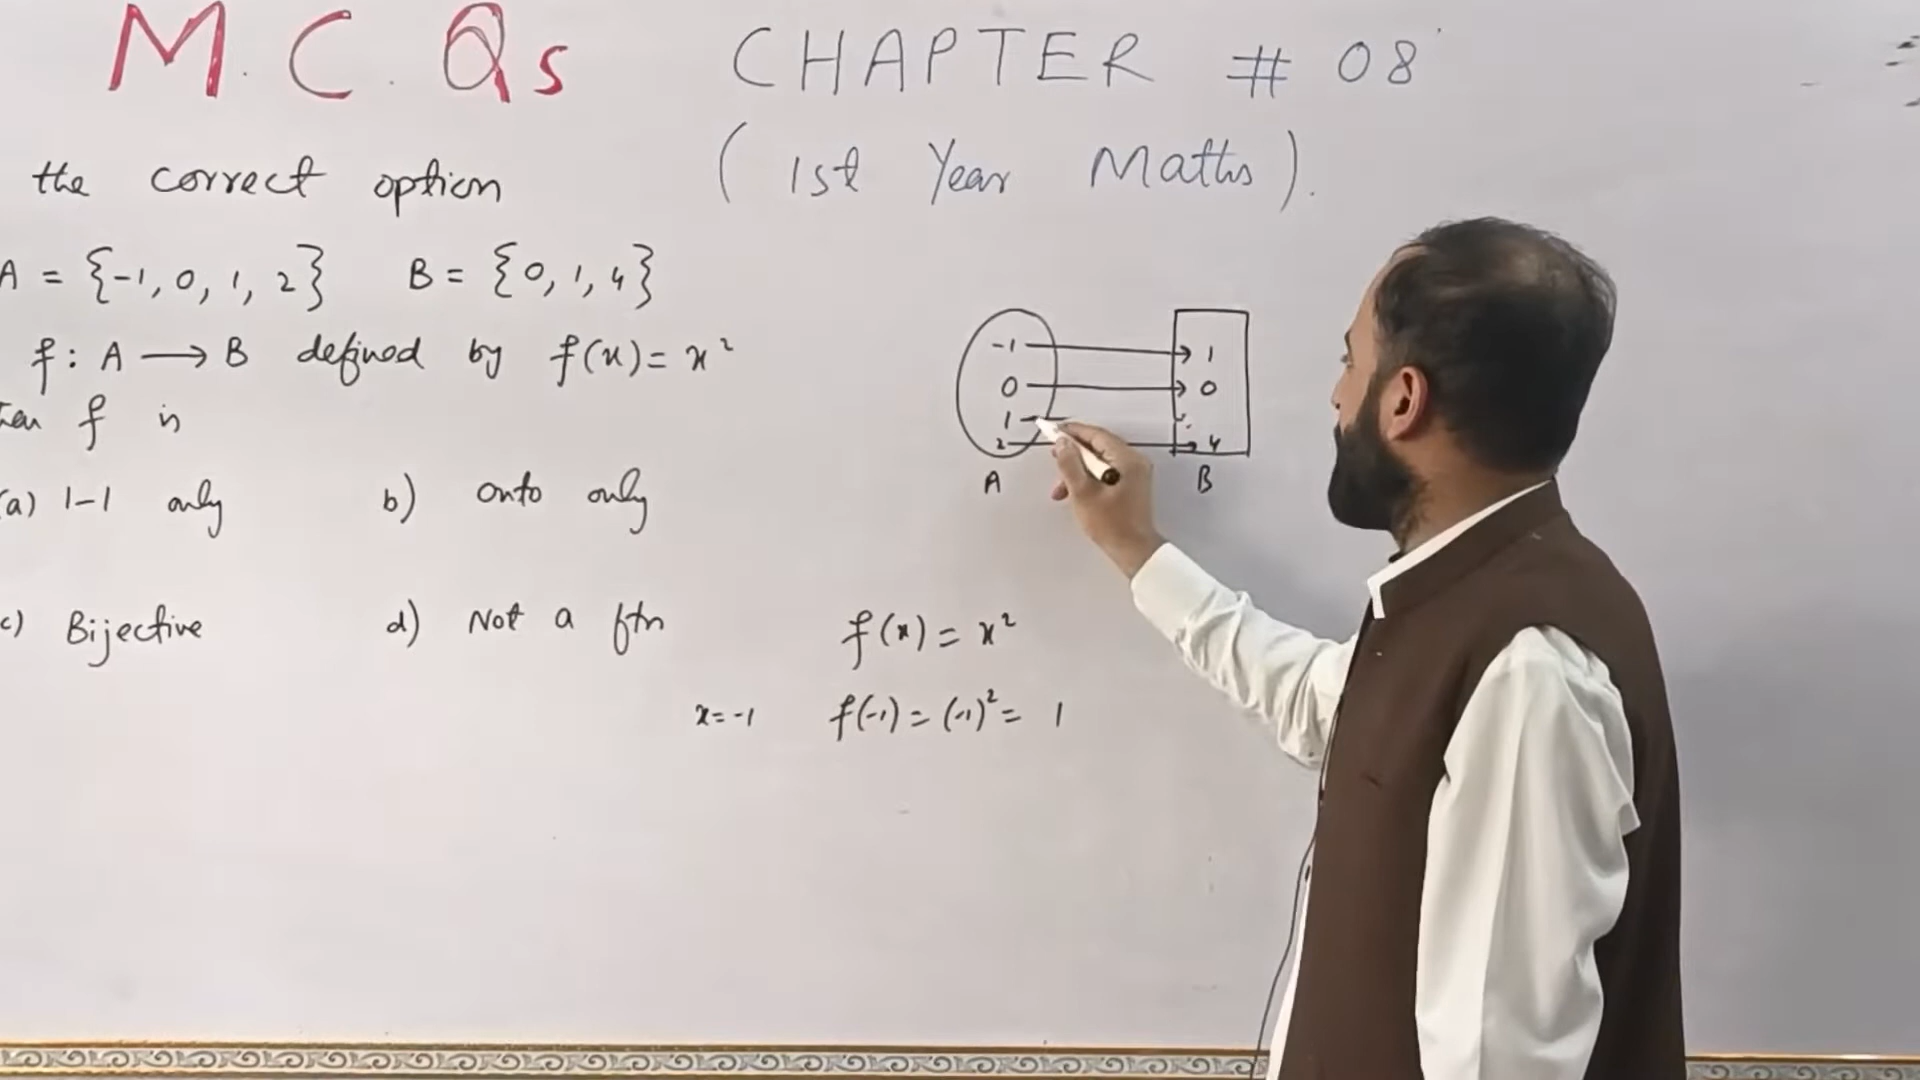 M.C.Qs
CHAPTER # 08
(1st Year Maths).
the correct option
A = {-1, 0, 1, 2} B = {0, 1, 4}
f : A ⟶ B defined by f(x) = x²
f is
(a) 1-1 only b) onto only
c) Bijective d) Not a ftn
-1 1
0 0
1
2 4
A B
f(x) = x²
x = -1 f(-1) = (-1)² = 1